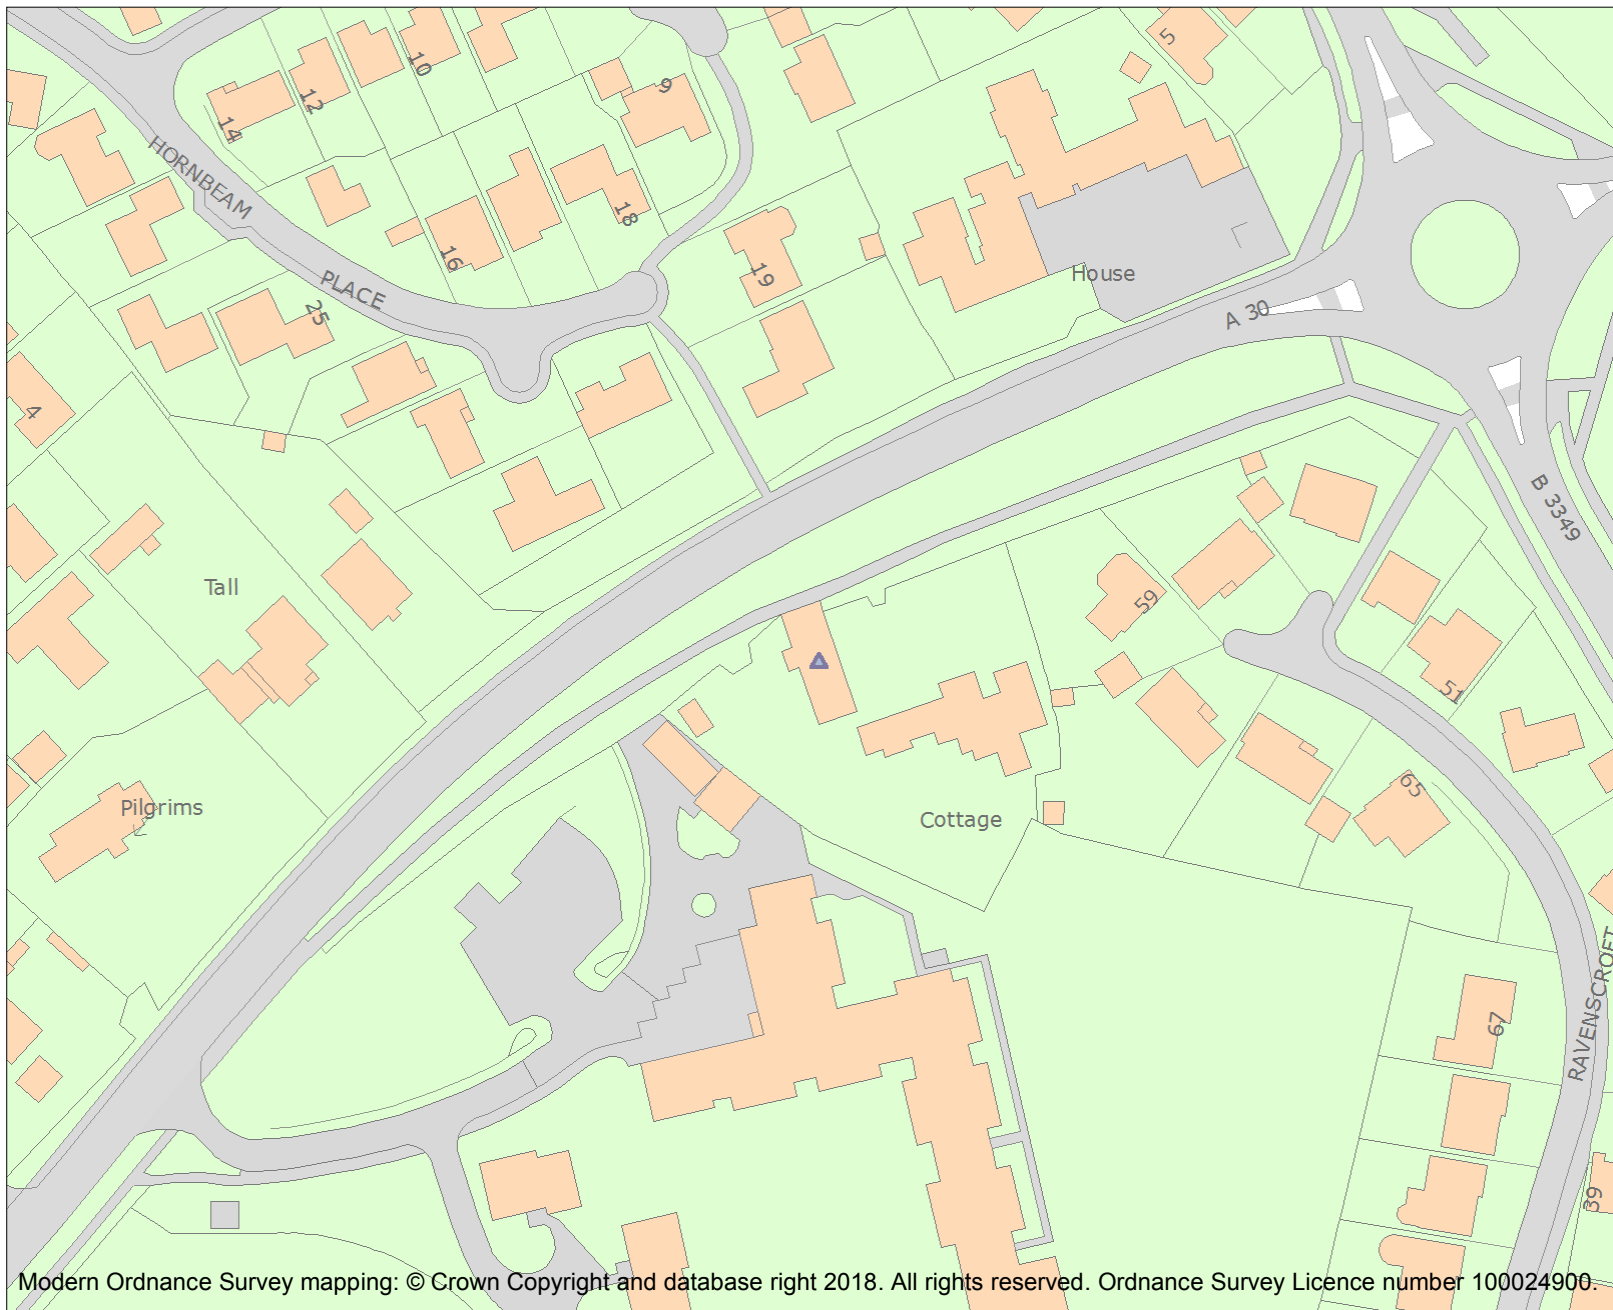 5
10
9
12
14
HORNBEAM
18
16
19
House
PLACE
25
A 30
4
B 3349
Tall
59
51
65
Pilgrims
Cottage
RAVENSCROFT
67
39
Modern Ordnance Survey mapping: © Crown Copyright and database right 2018. All rights reserved. Ordnance Survey Licence number 100024900.